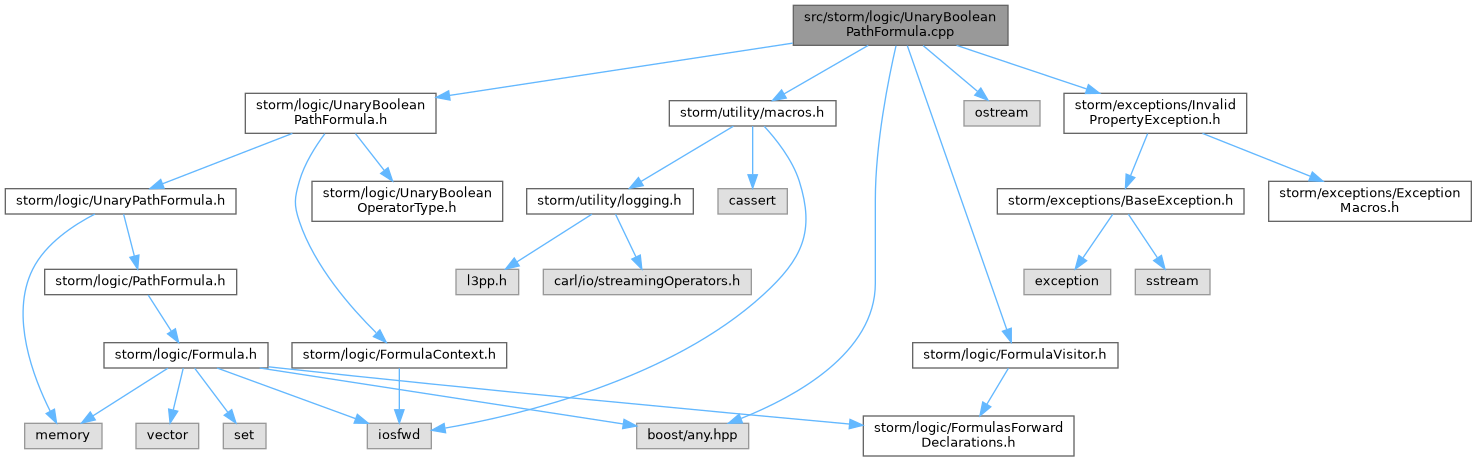 src/storm/logic/UnaryBoolean
PathFormula.cpp
storm/logic/UnaryBoolean
PathFormula.h
storm/utility/macros.h
ostream
storm/exceptions/Invalid
PropertyException.h
storm/logic/UnaryPathFormula.h
storm/logic/UnaryBoolean
OperatorType.h
storm/utility/logging.h
cassert
storm/exceptions/BaseException.h
storm/exceptions/Exception
Macros.h
storm/logic/PathFormula.h
l3pp.h
carl/io/streamingOperators.h
exception
sstream
storm/logic/Formula.h
storm/logic/FormulaContext.h
storm/logic/FormulaVisitor.h
memory
vector
set
iosfwd
boost/any.hpp
storm/logic/FormulasForward
Declarations.h